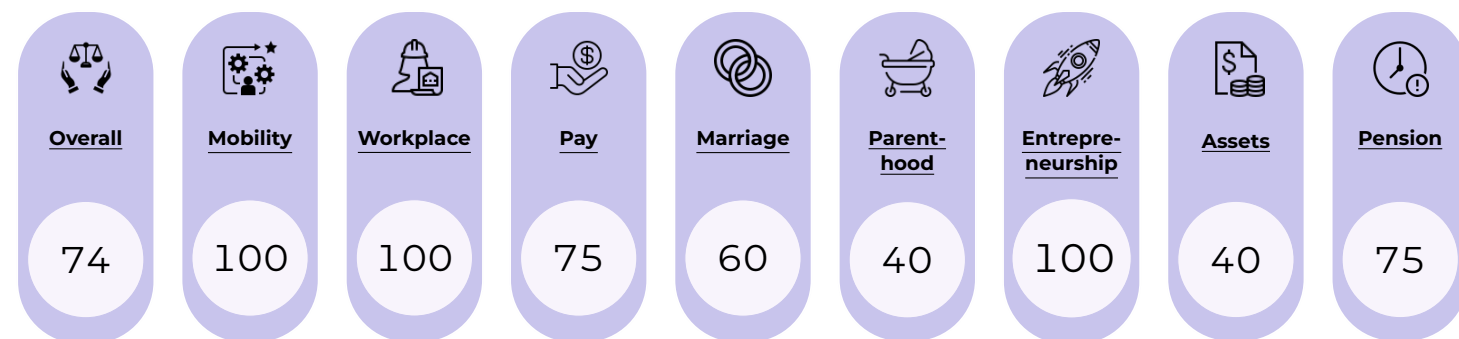 Overall
Mobility
Workplace
Pay
Marriage
Parent-
hood
Entrepre-
neurship
Assets
Pension
74
100
100
75
60
40
100
40
75